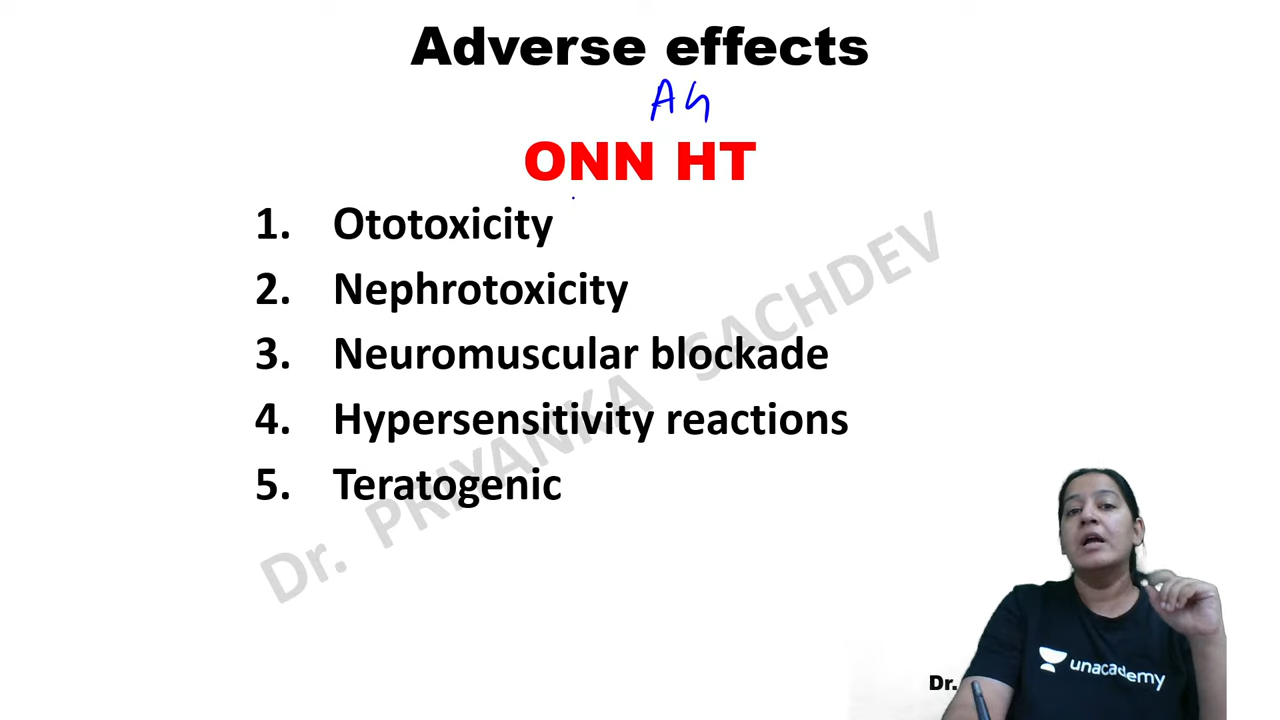 Adverse effects
AG
ONN HT
1. Ototoxicity
2. Nephrotoxicity
3. Neuromuscular blockade
4. Hypersensitivity reactions
5. Teratogenic
Dr. PRIYANKA SACHDEV
unacademy
Dr.